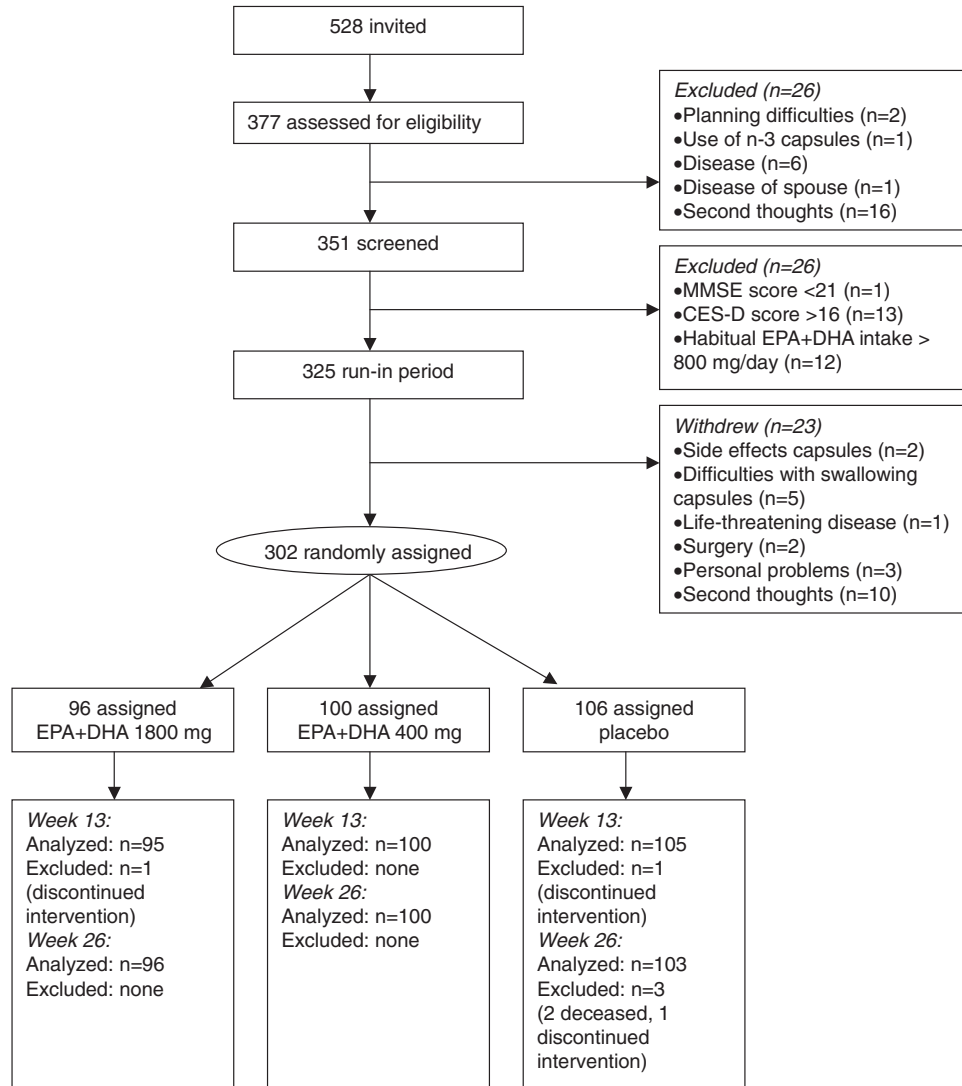 528 invited
377 assessed for eligibility
Excluded (n=26)
•Planning difficulties (n=2)
•Use of n-3 capsules (n=1)
•Disease (n=6)
•Disease of spouse (n=1)
•Second thoughts (n=16)
351 screened
Excluded (n=26)
•MMSE score <21 (n=1)
•CES-D score >16 (n=13)
•Habitual EPA+DHA intake >
800 mg/day (n=12)
325 run-in period
Withdrew (n=23)
•Side effects capsules (n=2)
•Difficulties with swallowing
capsules (n=5)
•Life-threatening disease (n=1)
•Surgery (n=2)
•Personal problems (n=3)
•Second thoughts (n=10)
302 randomly assigned
96 assigned
EPA+DHA 1800 mg
100 assigned
EPA+DHA 400 mg
106 assigned
placebo
Week 13:
Analyzed: n=95
Excluded: n=1
(discontinued
intervention)
Week 26:
Analyzed: n=96
Excluded: none
Week 13:
Analyzed: n=100
Excluded: none
Week 26:
Analyzed: n=100
Excluded: none
Week 13:
Analyzed: n=105
Excluded: n=1
(discontinued
intervention)
Week 26:
Analyzed: n=103
Excluded: n=3
(2 deceased, 1
discontinued
intervention)